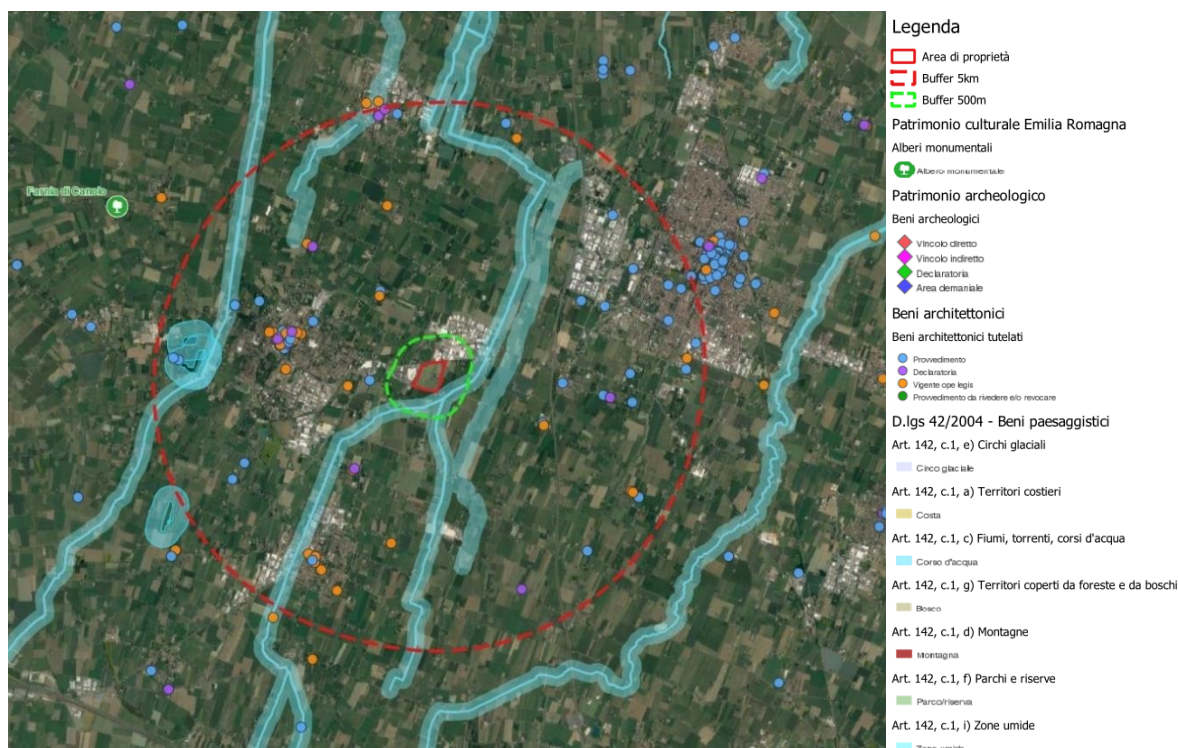 Farnia di Canolo
Legenda
Area di proprietà
Buffer 5km
Buffer 500m
Patrimonio culturale Emilia Romagna
Alberi monumentali
Albero monumentale
Patrimonio archeologico
Beni archeologici
Vincolo diretto
Vincolo indiretto
Declaratoria
Area demaniale
Beni architettonici
Beni architettonici tutelati
Provvedimento
Declaratoria
Vigente ope legis
Provvedimento da rivedere e/o revocare
D.lgs 42/2004 - Beni paesaggistici
Art. 142, c.1, e) Circhi glaciali
Circo glaciale
Art. 142, c.1, a) Territori costieri
Costa
Art. 142, c.1, c) Fiumi, torrenti, corsi d'acqua
Corso d'acqua
Art. 142, c.1, g) Territori coperti da foreste e da boschi
Bosco
Art. 142, c.1, d) Montagne
Montagna
Art. 142, c.1, f) Parchi e riserve
Parco/riserva
Art. 142, c.1, i) Zone umide
Zone umide